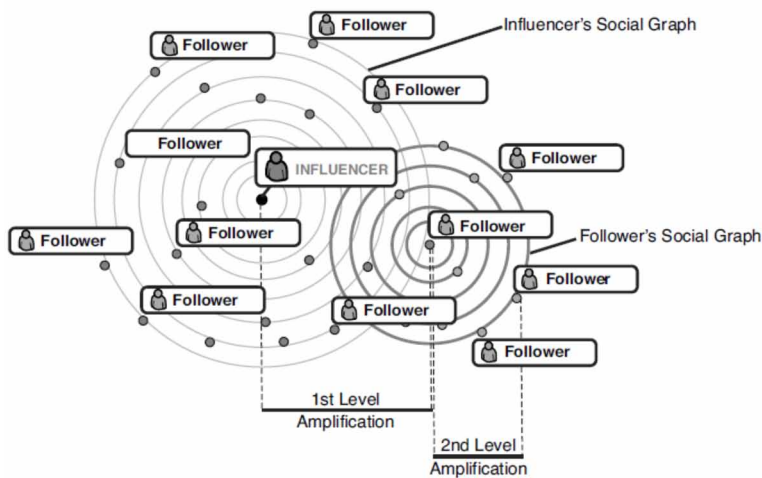 Follower
Influencer's Social Graph
Follower
Follower
Follower
Follower
INFLUENCER
Follower
Follower
Follower
Follower's Social Graph
Follower
Follower
Follower
Follower
Follower
1st Level
Amplification
2nd Level
Amplification